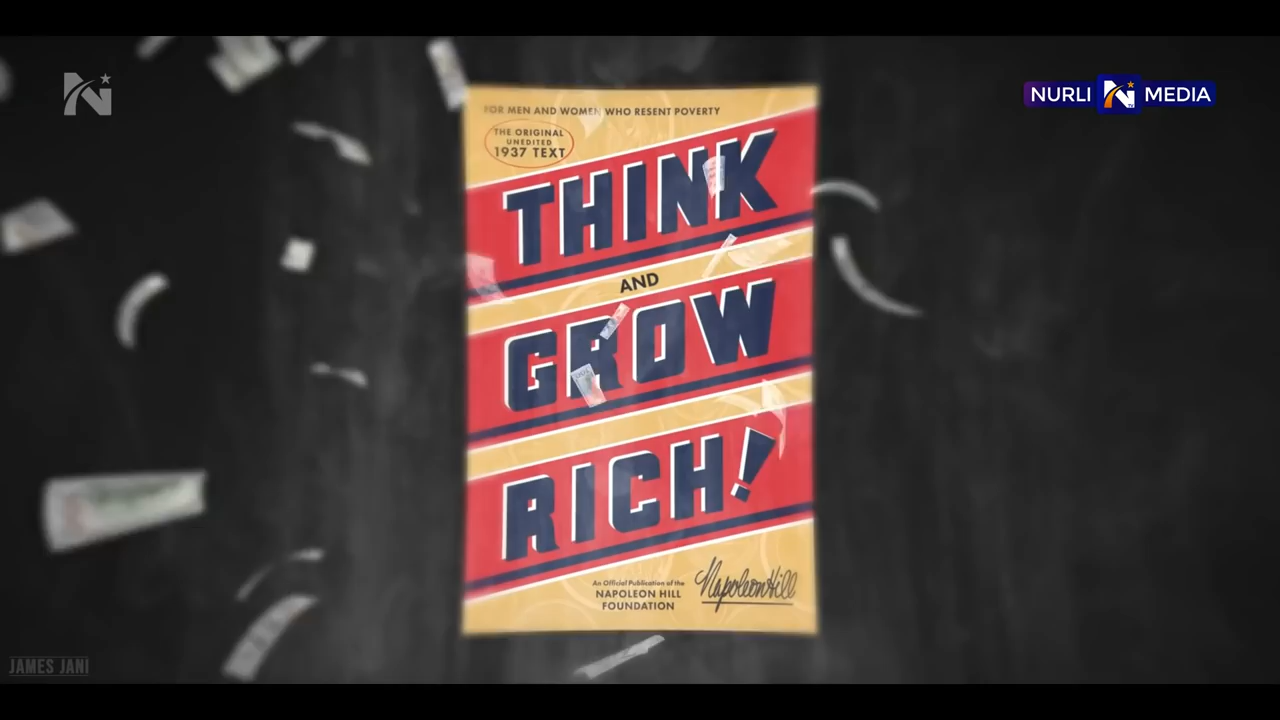 NURLI N MEDIA
FOR MEN AND WOMEN WHO RESENT POVERTY
THE ORIGINAL
UNEDITED
1937 TEXT
THINK
AND
GROW
RICH!
An Official Publication of the
NAPOLEON HILL
FOUNDATION
Napoleon Hill
JAMES JANI